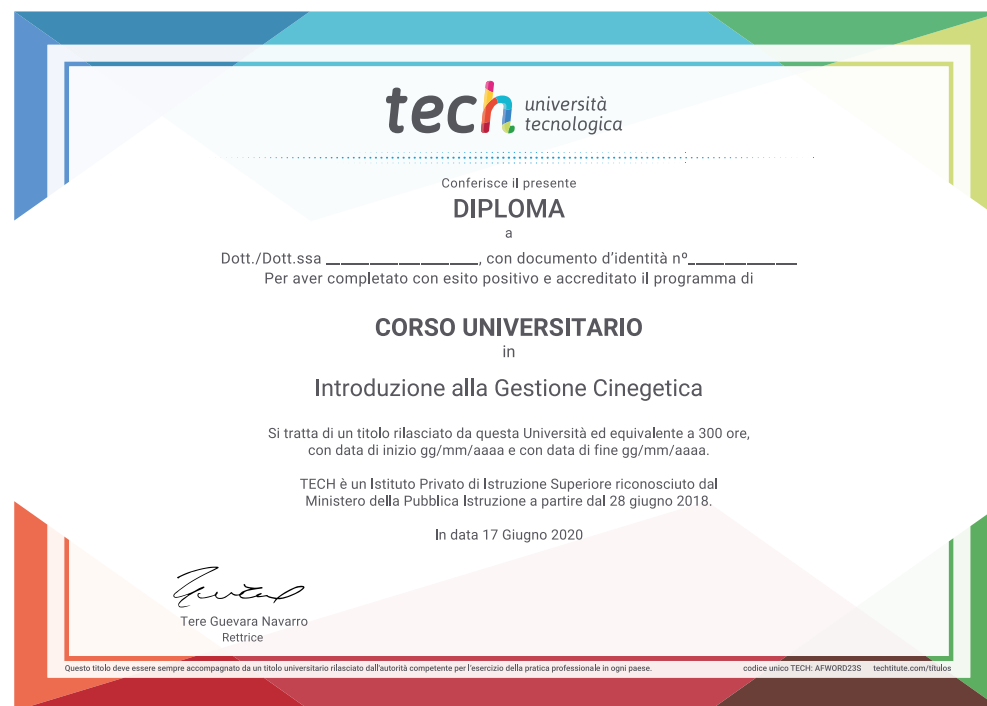 tech università
tecnologica
Conferisce il presente
DIPLOMA
a
Dott./Dott.ssa _________________, con documento d'identità nº____________
Per aver completato con esito positivo e accreditato il programma di
CORSO UNIVERSITARIO
in
Introduzione alla Gestione Cinegetica
Si tratta di un titolo rilasciato da questa Università ed equivalente a 300 ore,
con data di inizio gg/mm/aaaa e con data di fine gg/mm/aaaa.
TECH è un Istituto Privato di Istruzione Superiore riconosciuto dal
Ministero della Pubblica Istruzione a partire dal 28 giugno 2018.
In data 17 Giugno 2020
Tere Guevara Navarro
Rettrice
Questo titolo deve essere sempre accompagnato da un titolo universitario rilasciato dall'autorità competente per l'esercizio della pratica professionale in ogni paese. codice unico TECH: AFWORD23S techtitute.com/títulos